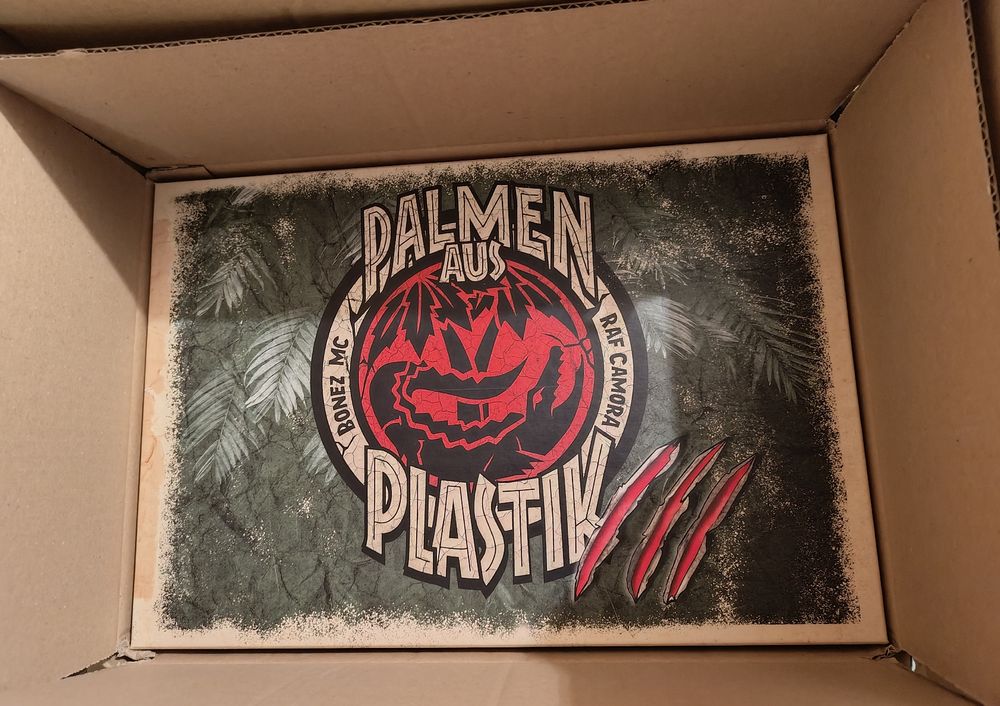 PALMEN
AUS
BONEZ MC
RAF CAMORA
PLASTIK